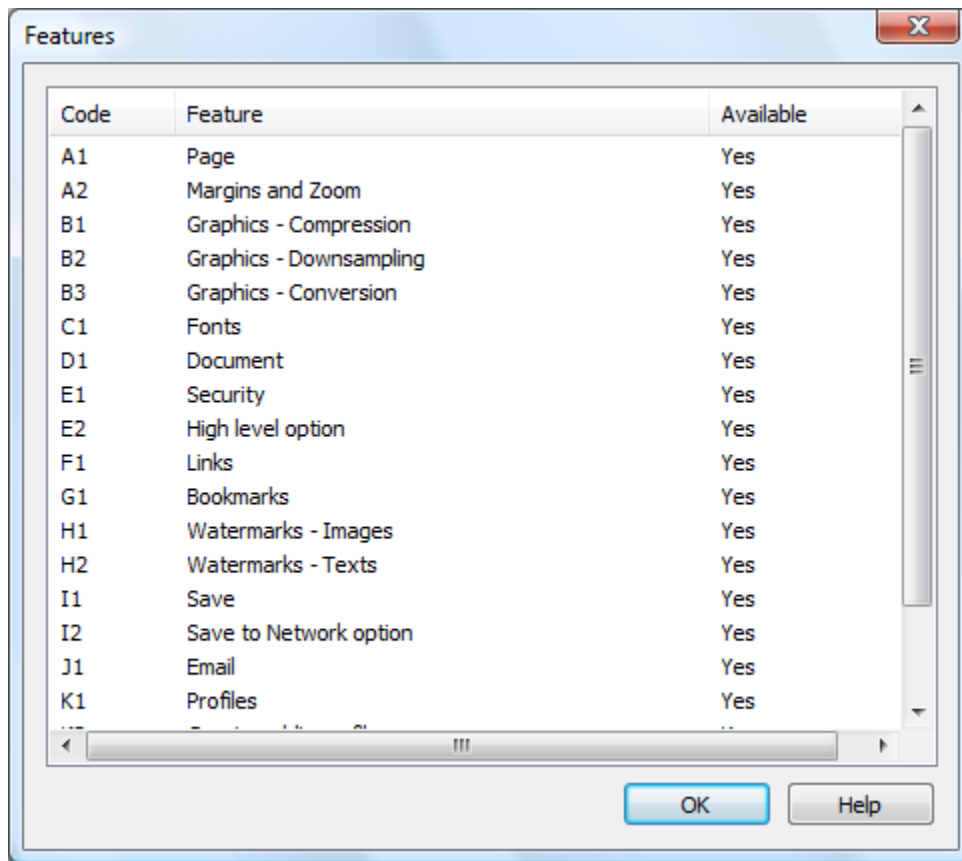 Features
Code Feature Available
A1 Page Yes
A2 Margins and Zoom Yes
B1 Graphics - Compression Yes
B2 Graphics - Downsampling Yes
B3 Graphics - Conversion Yes
C1 Fonts Yes
D1 Document Yes
E1 Security Yes
E2 High level option Yes
F1 Links Yes
G1 Bookmarks Yes
H1 Watermarks - Images Yes
H2 Watermarks - Texts Yes
I1 Save Yes
I2 Save to Network option Yes
J1 Email Yes
K1 Profiles Yes
OK Help